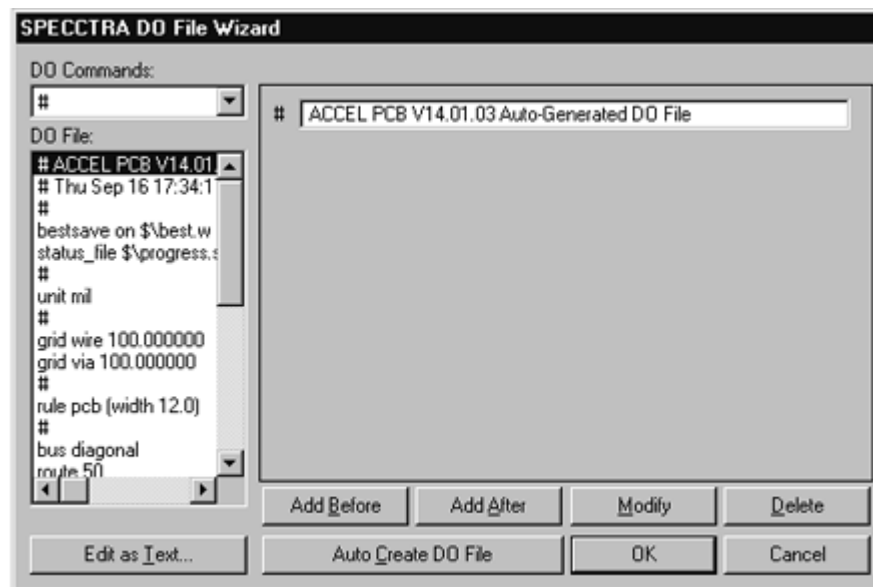 SPECCTRA DO File Wizard
DO Commands:
#
# ACCEL PCB V14.01.03 Auto-Generated DO File
DO File:
# ACCEL PCB V14.01.
# Thu Sep 16 17:34:1
#
bestsave on $\best.w
status_file $\progress.s
#
unit mil
#
grid wire 100.000000
grid via 100.000000
#
rule pcb (width 12.0)
#
bus diagonal
route 50
Add Before Add After Modify Delete
Edit as Text... Auto Create DO File OK Cancel